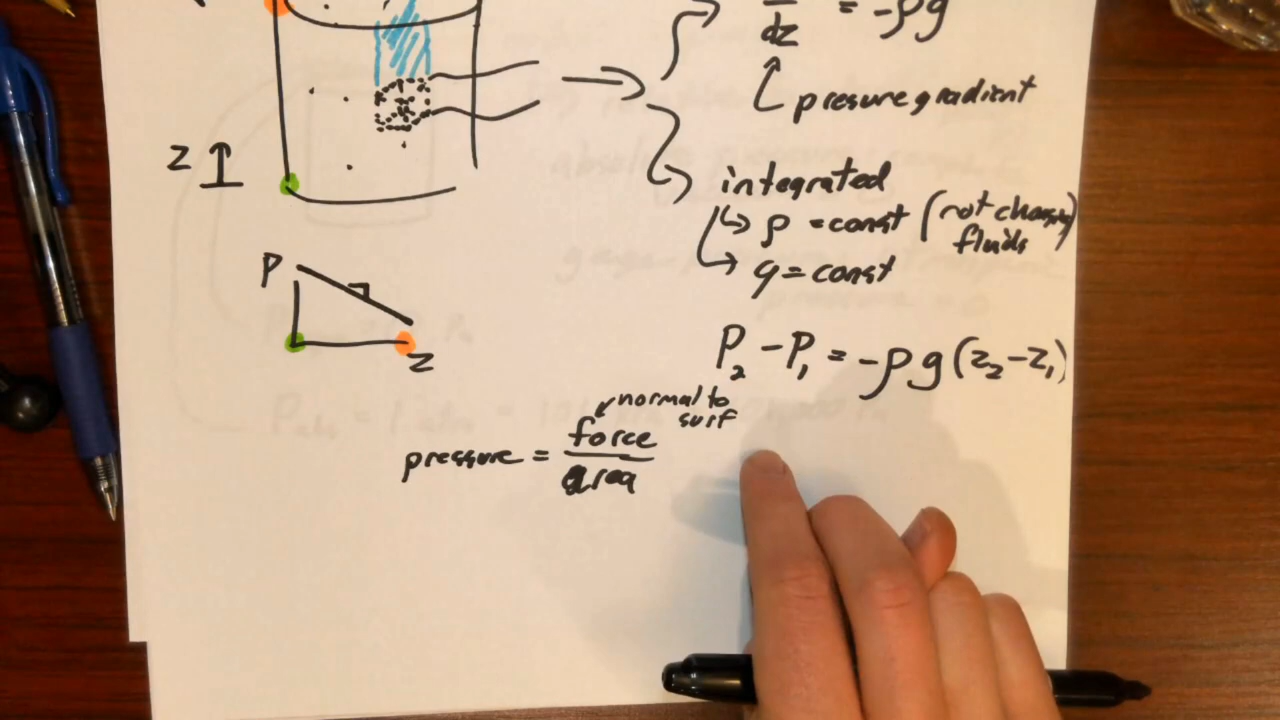 dz = -ρg
presure gradient
z
integrated
ρ = const (not changing
fluids)
g = const
P
z
P₂ - P₁ = -ρg(z₂-z₁)
normal to
surf
pressure = force
area